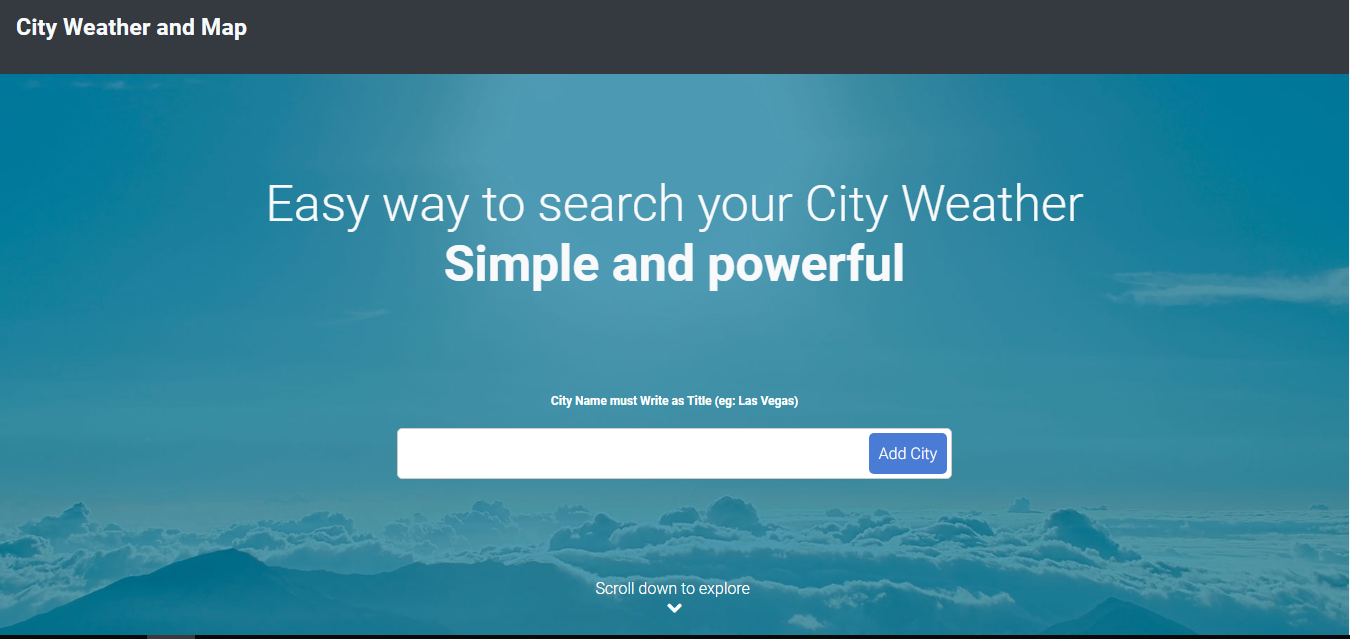 City Weather and Map
Easy way to search your City Weather
Simple and powerful
City Name must Write as Title (eg: Las Vegas)
Add City
Scroll down to explore